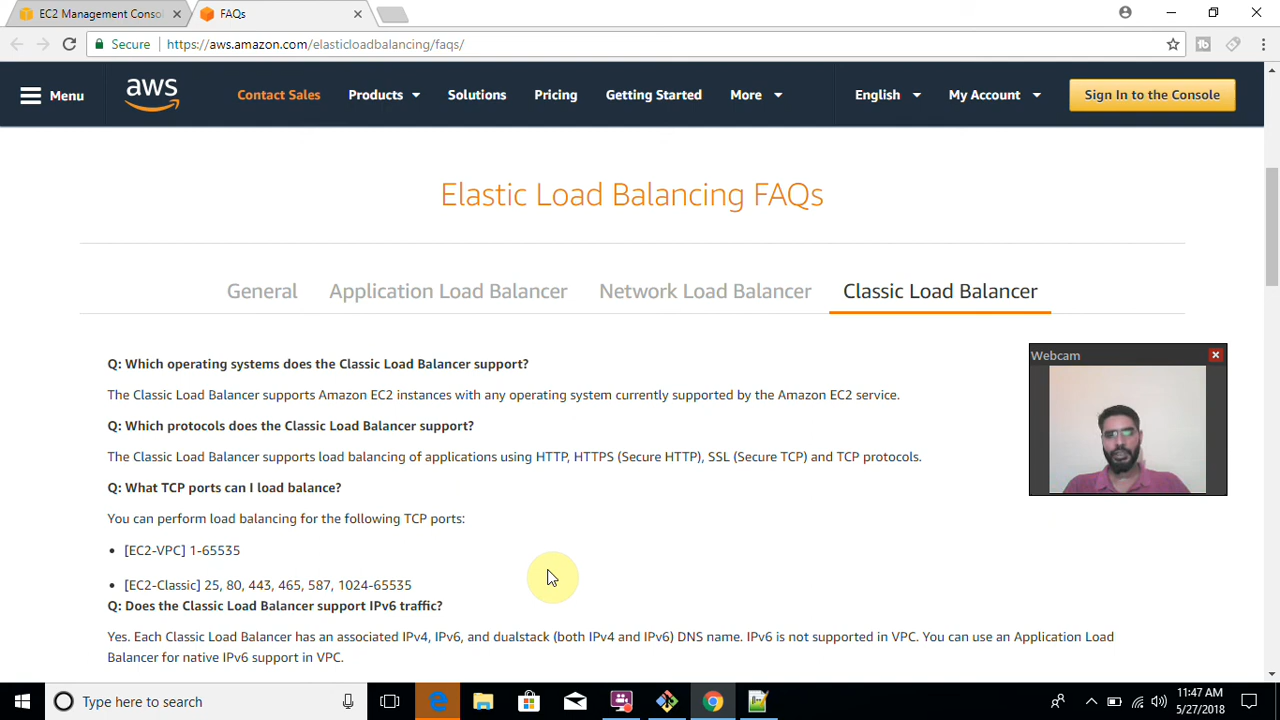 EC2 Management Consol
FAQs
Secure
https://aws.amazon.com/elasticloadbalancing/faqs/
Menu
aws
Contact Sales
Products
Solutions
Pricing
Getting Started
More
English
My Account
Sign In to the Console
Elastic Load Balancing FAQs
General
Application Load Balancer
Network Load Balancer
Classic Load Balancer
Q: Which operating systems does the Classic Load Balancer support?
The Classic Load Balancer supports Amazon EC2 instances with any operating system currently supported by the Amazon EC2 service.
Q: Which protocols does the Classic Load Balancer support?
The Classic Load Balancer supports load balancing of applications using HTTP, HTTPS (Secure HTTP), SSL (Secure TCP) and TCP protocols.
Q: What TCP ports can I load balance?
You can perform load balancing for the following TCP ports:
• [EC2-VPC] 1-65535
• [EC2-Classic] 25, 80, 443, 465, 587, 1024-65535
Q: Does the Classic Load Balancer support IPv6 traffic?
Yes. Each Classic Load Balancer has an associated IPv4, IPv6, and dualstack (both IPv4 and IPv6) DNS name. IPv6 is not supported in VPC. You can use an Application Load
Balancer for native IPv6 support in VPC.
Webcam
Type here to search
11:47 AM
5/27/2018